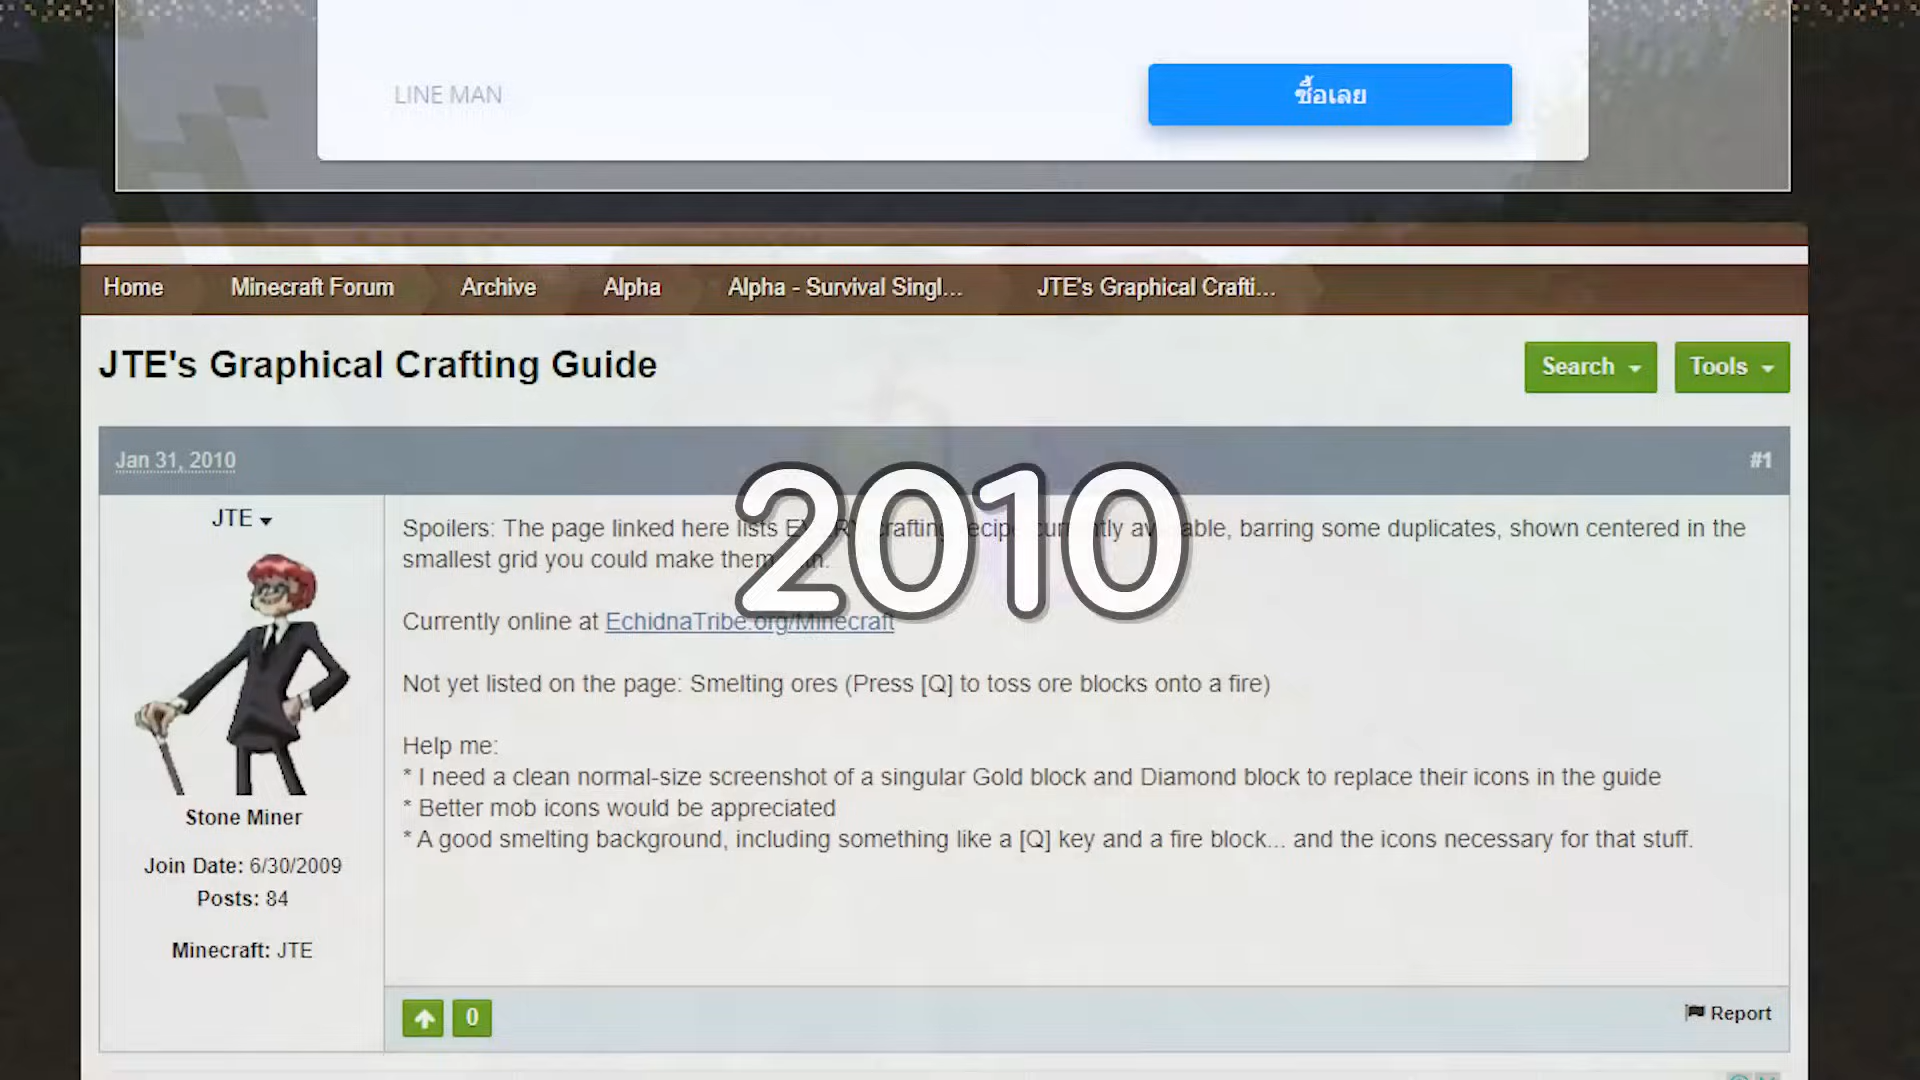 LINE MAN
ซื้อเลย
Home Minecraft Forum Archive Alpha Alpha - Survival Singl... JTE's Graphical Crafti...
JTE's Graphical Crafting Guide
Search Tools
Jan 31, 2010 #1
2010
JTE
Spoilers: The page linked here lists crafting available, barring some duplicates, shown centered in the
smallest grid you could make them
Currently online at EchidnaTribe.org/Minecraft
Not yet listed on the page: Smelting ores (Press [Q] to toss ore blocks onto a fire)
Help me:
* I need a clean normal-size screenshot of a singular Gold block and Diamond block to replace their icons in the guide
* Better mob icons would be appreciated
* A good smelting background, including something like a [Q] key and a fire block... and the icons necessary for that stuff.
Stone Miner
Join Date: 6/30/2009
Posts: 84
Minecraft: JTE
0
Report